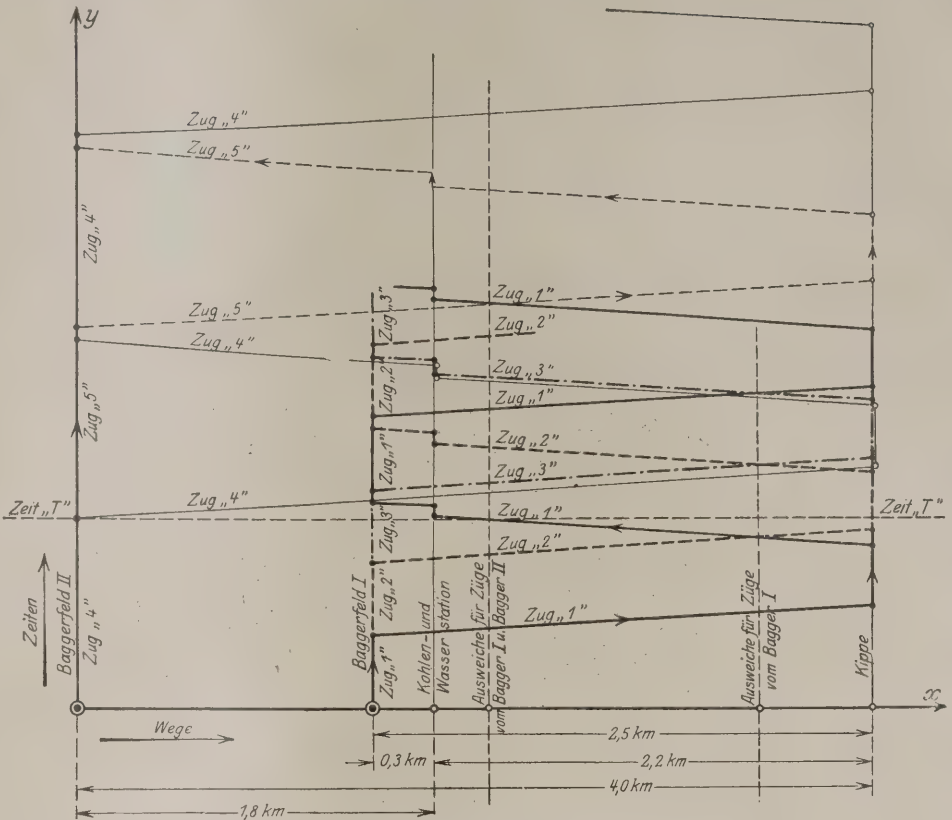 y
Zug „4"
Zug „5"
Zug „4"
Zug „5"
Zug „4"
Zug „5"
Zug „4"
Zeit „T"
Zeiten
Baggerfeld II
Zug „4"
Zug „3"
Zug „2"
Zug „1"
Zug „3"
Zug „2"
Zug „1"
Baggerfeld I
Zug „1"
Zug „2"
Zug „3"
Zug „1"
Zug „2"
Zug „3"
Zug „1"
Zug „2"
Zug „1"
Zeit „T"
Kohlen- und
Wasserstation
Ausweiche für Züge
vom Bagger I u. Bagger II
Ausweiche für Züge
vom Bagger I
Kippe
x
Wege
2,5 km
0,3 km
2,2 km
4,0 km
1,8 km